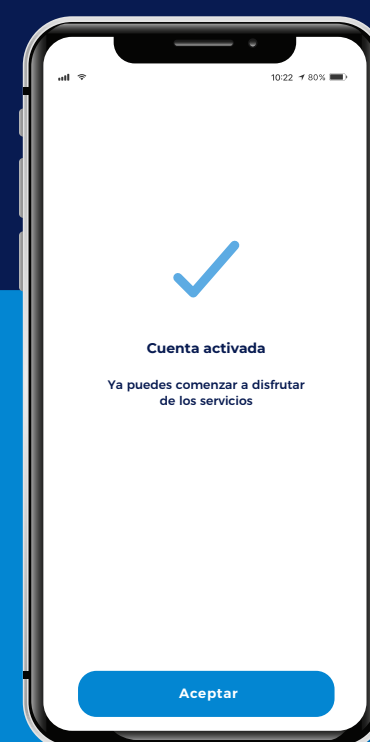 10:22 80%
Cuenta activada
Ya puedes comenzar a disfrutar
de los servicios
Aceptar